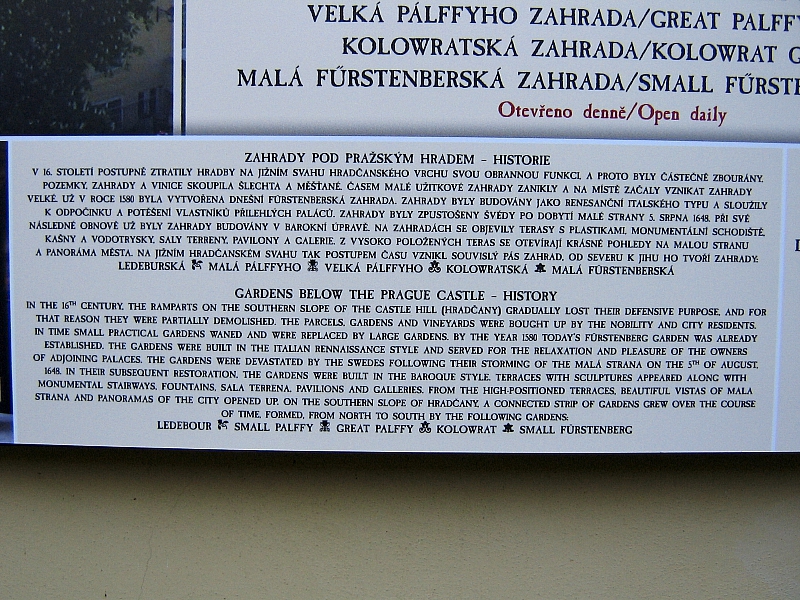 VELKÁ PÁLFFYHO ZAHRADA/GREAT PALFFY
KOLOWRATSKÁ ZAHRADA/KOLOWRAT G
MALÁ FŰRSTENBERSKÁ ZAHRADA/SMALL FŰRSTE
Otevřeno denně/Open daily
ZAHRADY POD PRAŽSKÝM HRADEM – HISTORIE
V 16. STOLETÍ POSTUPNĚ ZTRATILY HRADBY NA JIŽNÍM SVAHU HRADČANSKÉHO VRCHU SVOU OBRANNOU FUNKCI, A PROTO BYLY ČÁSTEČNĚ ZBOURÁNY.
POZEMKY, ZAHRADY A VINICE SKOUPILA ŠLECHTA A MĚŠŤANÉ. ČASEM MALÉ UŽITKOVÉ ZAHRADY ZANIKLY A NA MÍSTĚ ZAČALY VZNIKAT ZAHRADY
VELKÉ. UŽ V ROCE 1580 BYLA VYTVOŘENA DNEŠNÍ FÜRSTENBERSKÁ ZAHRADA. ZAHRADY BYLY BUDOVÁNY JAKO RENESANČNÍ ITALSKÉHO TYPU A SLOUŽILY
K ODPOČINKU A POTĚŠENÍ VLASTNÍKŮ PŘILEHLÝCH PALÁCŮ. ZAHRADY BYLY ZPUSTOŠENY ŠVÉDY PO DOBYTÍ MALÉ STRANY 5. SRPNA 1648. PŘI SVÉ
NÁSLEDNÉ OBNOVĚ UŽ BYLY ZAHRADY BUDOVÁNY V BAROKNÍ ÚPRAVĚ. NA ZAHRADÁCH SE OBJEVILY TERASY S PLASTIKAMI, MONUMENTÁLNÍ SCHODIŠTĚ,
KAŠNY A VODOTRYSKY, SALY TERRENY, PAVILONY A GALERIE. Z VYSOKO POLOŽENÝCH TERAS SE OTEVÍRAJÍ KRÁSNÉ POHLEDY NA MALOU STRANU
A PANORÁMA MĚSTA. NA JIŽNÍM HRADČANSKÉM SVAHU TAK POSTUPEM ČASU VZNIKL SOUVISLÝ PÁS ZAHRAD, OD SEVERU K JIHU HO TVOŘÍ ZAHRADY:
LEDEBURSKÁ MALÁ PÁLFFYHO VELKÁ PÁLFFYHO KOLOWRATSKÁ MALÁ FÜRSTENBERSKÁ
GARDENS BELOW THE PRAGUE CASTLE – HISTORY
IN THE 16TH CENTURY, THE RAMPARTS ON THE SOUTHERN SLOPE OF THE CASTLE HILL (HRADČANY) GRADUALLY LOST THEIR DEFENSIVE PURPOSE, AND FOR
THAT REASON THEY WERE PARTIALLY DEMOLISHED. THE PARCELS, GARDENS AND VINEYARDS WERE BOUGHT UP BY THE NOBILITY AND CITY RESIDENTS.
IN TIME SMALL PRACTICAL GARDENS WANED AND WERE REPLACED BY LARGE GARDENS. BY THE YEAR 1580 TODAY'S FÜRSTENBERG GARDEN WAS ALREADY
ESTABLISHED. THE GARDENS WERE BUILT IN THE ITALIAN RENNAISSANCE STYLE AND SERVED FOR THE RELAXATION AND PLEASURE OF THE OWNERS
OF ADJOINING PALACES. THE GARDENS WERE DEVASTATED BY THE SWEDES FOLLOWING THEIR STORMING OF THE MALÁ STRANA ON THE 5TH OF AUGUST,
1648. IN THEIR SUBSEQUENT RESTORATION, THE GARDENS WERE BUILT IN THE BAROQUE STYLE. TERRACES WITH SCULPTURES APPEARED ALONG WITH
MONUMENTAL STAIRWAYS, FOUNTAINS, SALA TERRENA, PAVILIONS AND GALLERIES. FROM THE HIGH-POSITIONED TERRACES, BEAUTIFUL VISTAS OF MALA
STRANA AND PANORAMAS OF THE CITY OPENED UP. ON THE SOUTHERN SLOPE OF HRADČANY, A CONNECTED STRIP OF GARDENS GREW OVER THE COURSE
OF TIME, FORMED, FROM NORTH TO SOUTH BY THE FOLLOWING GARDENS:
LEDEBOUR SMALL PALFFY GREAT PALFFY KOLOWRAT SMALL FÜRSTENBERG